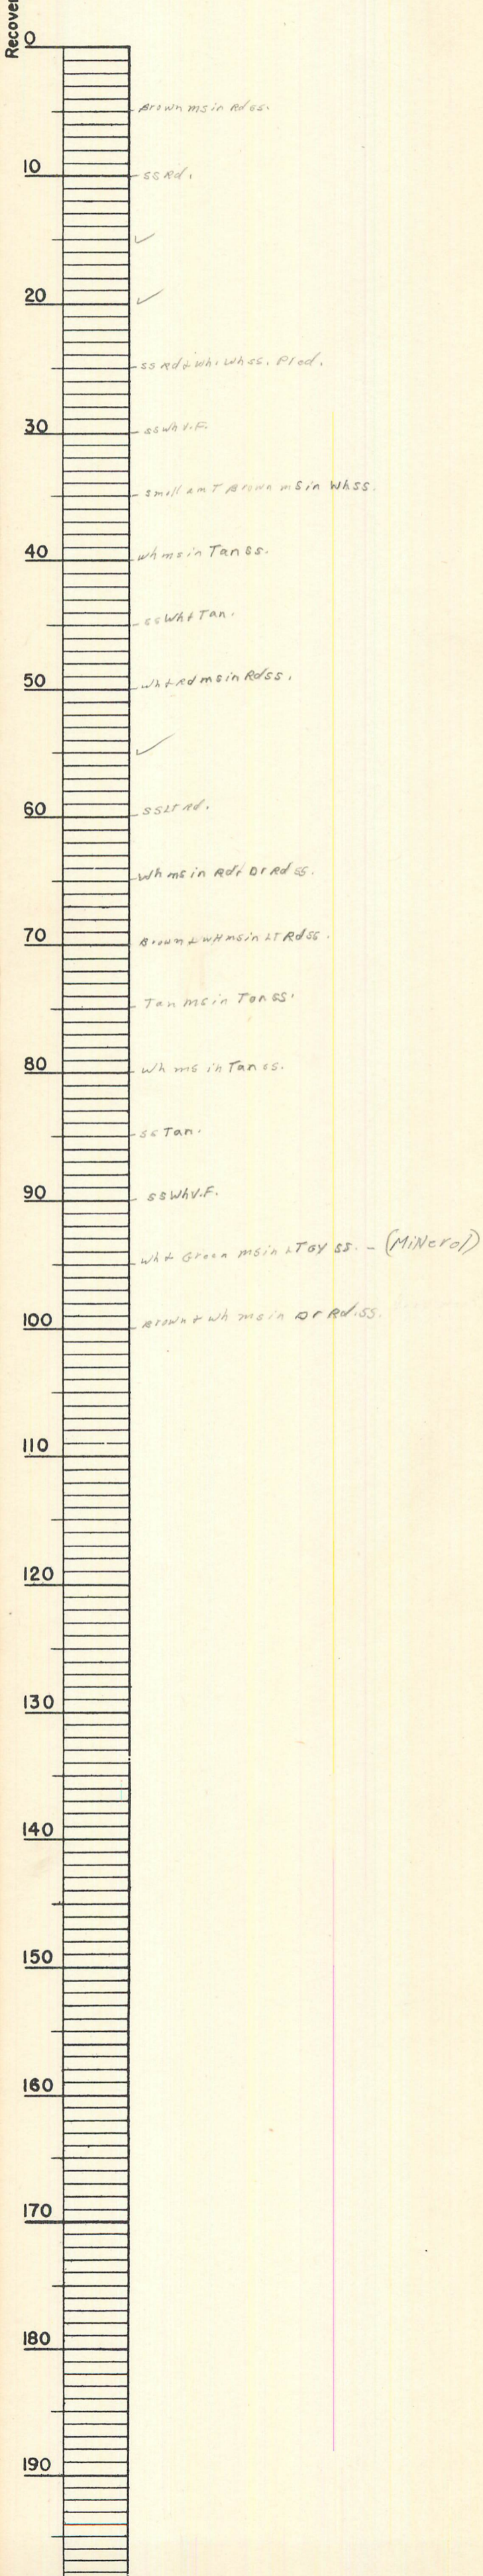 Recover
0
Brown ms in Rd ss.
10
ss Rd.
✓
20
✓
ss Rd & Wh. Wh ss. Pred.
30
ss Wh V.F.
small amT Brown ms in Wh ss.
40
Wh ms in Tan ss.
ss Wh & Tan.
50
Wh & Rd ms in Rd ss.
✓
60
ss LT Rd.
Wh ms in Rd & Dr Rd ss.
70
Brown & WH ms in LT Rd ss.
Tan ms in Tan ss.
80
Wh ms in Tan ss.
ss Tan.
90
ss Wh V.F.
Wh & Green ms in LT GY ss. - (MiNerol)
100
Brown & Wh ms in Dr Rd. ss.
110
120
130
140
150
160
170
180
190